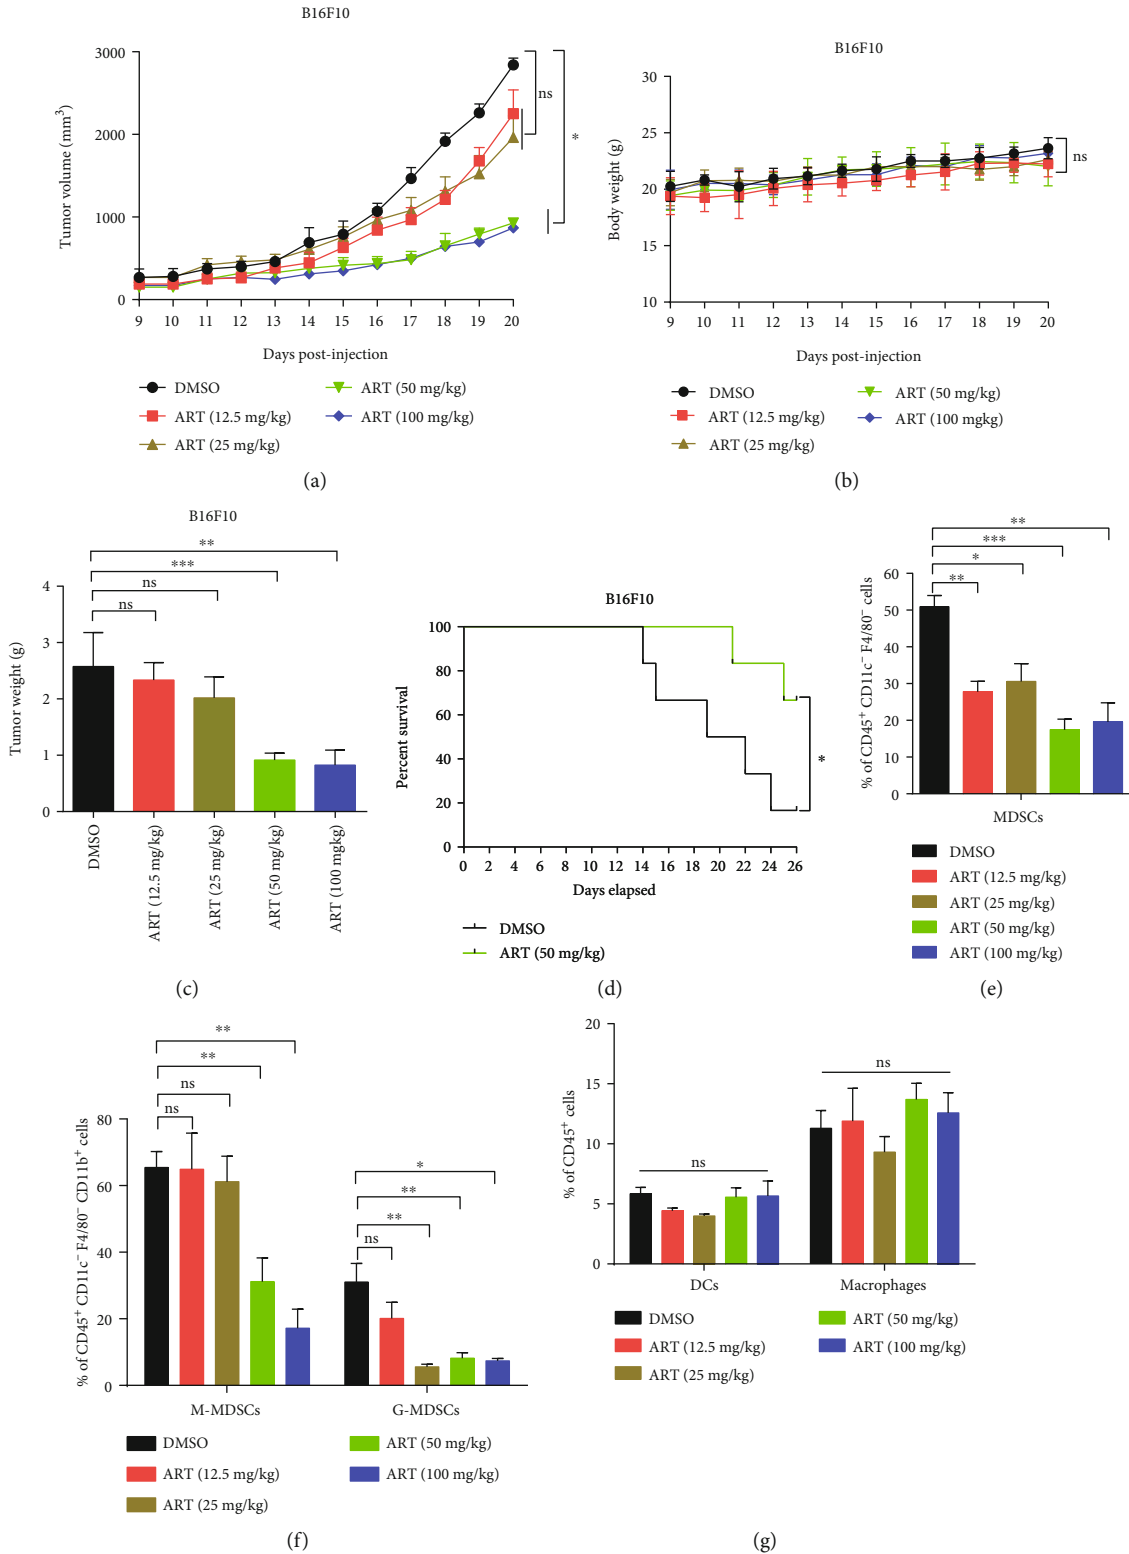 B16F10
Tumor volume (mm³)
3000
2000
1000
0
9 10 11 12 13 14 15 16 17 18 19 20
Days post-injection
ns
*
DMSO
ART (12.5 mg/kg)
ART (25 mg/kg)
ART (50 mg/kg)
ART (100 mg/kg)
(a)
B16F10
Body weight (g)
30
25
20
15
10
9 10 11 12 13 14 15 16 17 18 19 20
Days post-injection
ns
DMSO
ART (12.5 mg/kg)
ART (25 mg/kg)
ART (50 mg/kg)
ART (100 mgkg)
(b)
B16F10
**
***
ns
ns
Tumor weight (g)
4
3
2
1
0
DMSO
ART (12.5 mg/kg)
ART (25 mg/kg)
ART (50 mg/kg)
ART (100 mgkg)
(c)
B16F10
Percent survival
100
80
60
40
20
0
0 2 4 6 8 10 12 14 16 18 20 22 24 26
Days elapsed
*
DMSO
ART (50 mg/kg)
(d)
**
***
*
**
% of CD45⁺ CD11c⁻ F4/80⁻ cells
60
50
40
30
20
10
0
MDSCs
DMSO
ART (12.5 mg/kg)
ART (25 mg/kg)
ART (50 mg/kg)
ART (100 mg/kg)
(e)
**
**
ns
ns
*
**
**
ns
% of CD45⁺ CD11c⁻ F4/80⁻ CD11b⁺ cells
80
60
40
20
0
M-MDSCs
G-MDSCs
DMSO
ART (12.5 mg/kg)
ART (25 mg/kg)
ART (50 mg/kg)
ART (100 mg/kg)
(f)
% of CD45⁺ cells
20
15
10
5
0
ns
ns
DCs
Macrophages
DMSO
ART (12.5 mg/kg)
ART (25 mg/kg)
ART (50 mg/kg)
ART (100 mg/kg)
(g)